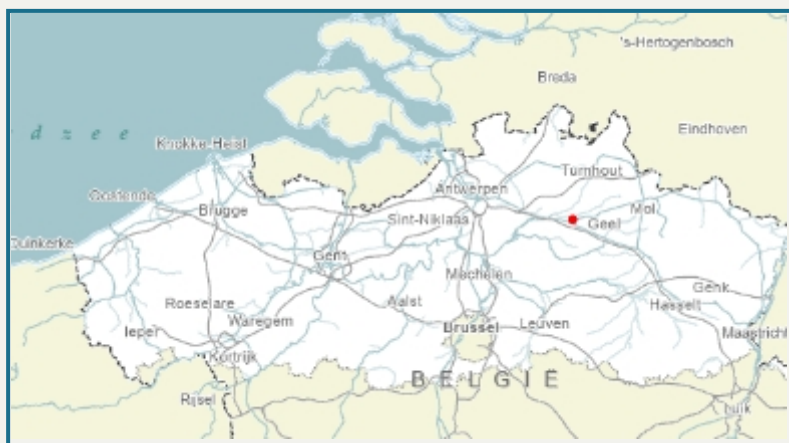 's-Hertogenbosch
Breda
Eindhoven
d z e e
Knokke-Heist
Turnhout
Antwerpen
Oostende
Mol
Brugge
Sint-Niklaas
Geel
Duinkerke
Gent
Mechelen
Genk
Roeselare
Aalst
Hasselt
Waregem
Brussel
Leuven
Ieper
Maastricht
Kortrijk
BELGIË
Rijsel
Luik